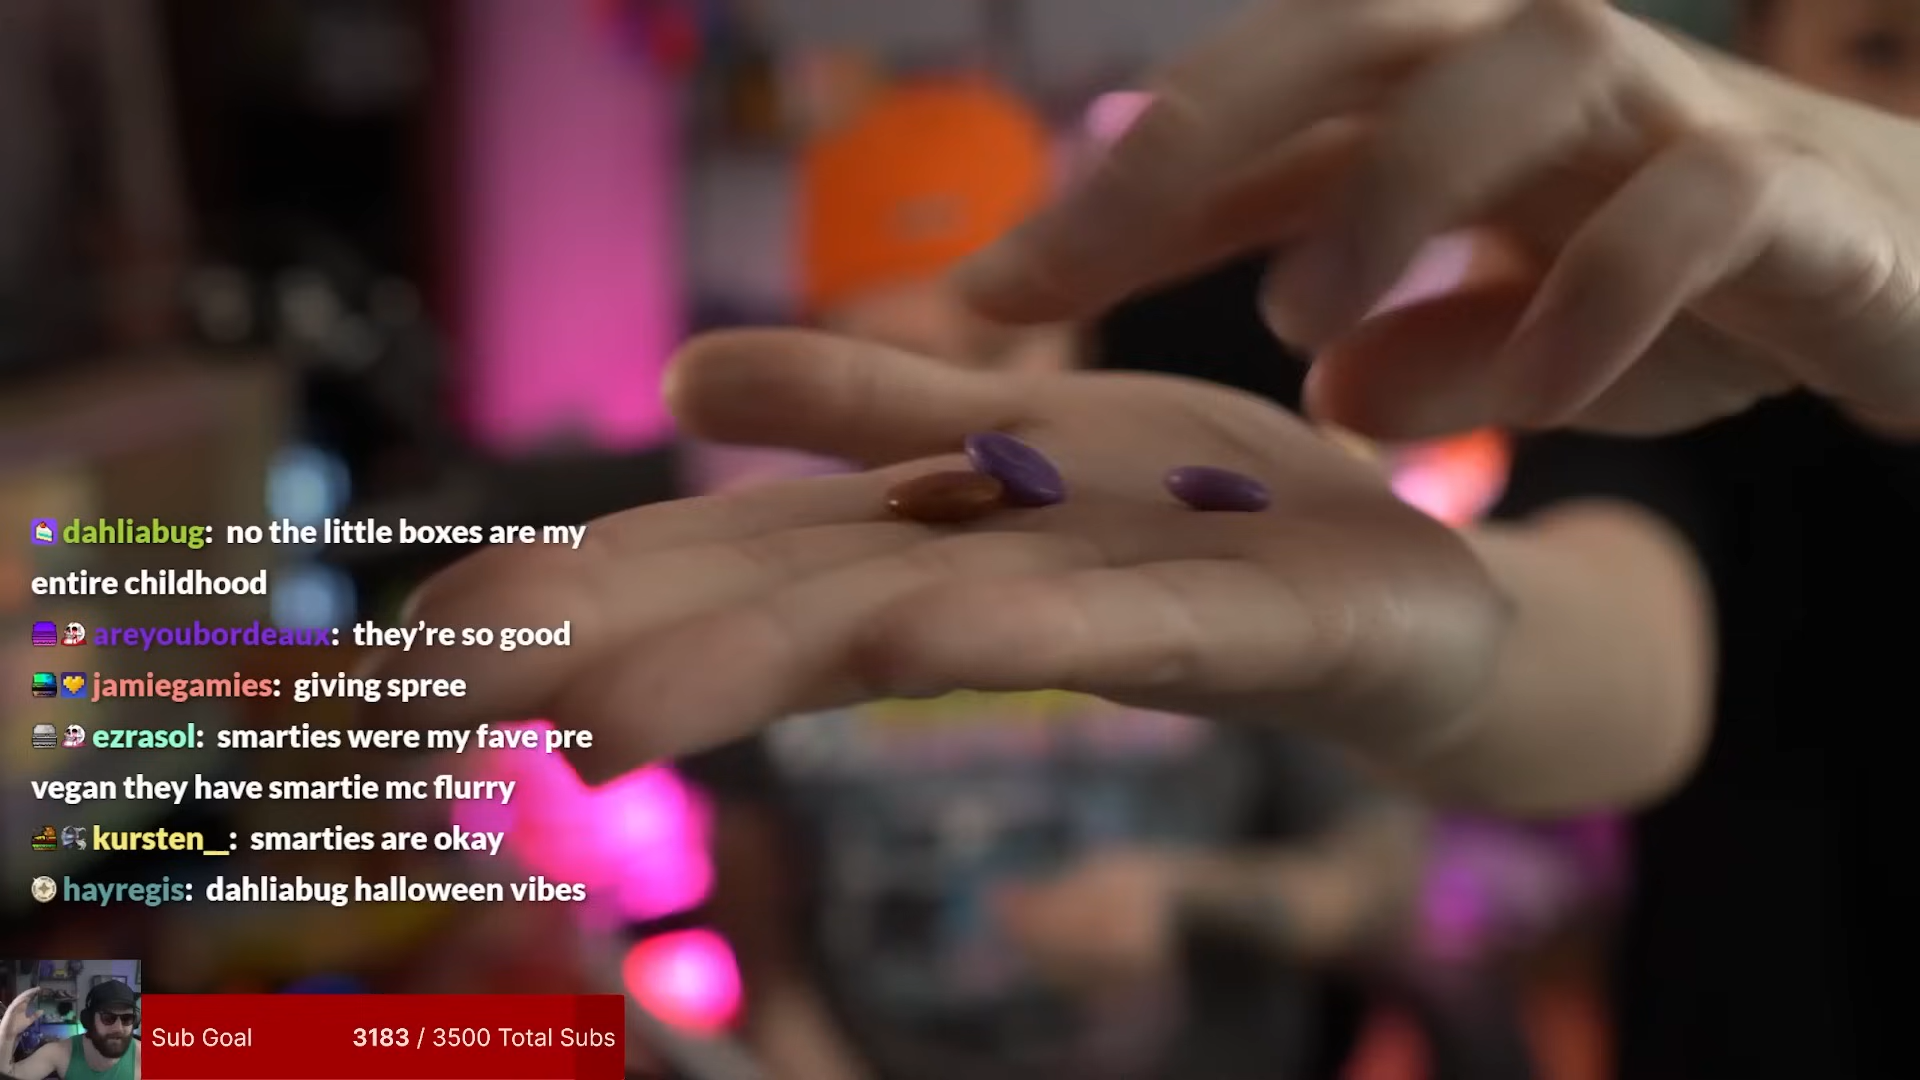 dahliabug: no the little boxes are my
entire childhood
areyoubordeaux: they’re so good
jamiegamies: giving spree
ezrasol: smarties were my fave pre
vegan they have smartie mc flurry
kursten__: smarties are okay
hayregis: dahliabug halloween vibes
Sub Goal 3183 / 3500 Total Subs